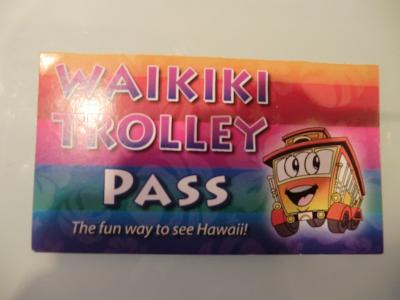 WAIKIKI
TROLLEY
PASS
The fun way to see Hawaii!